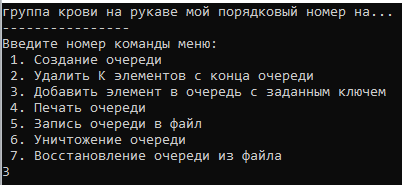 группа крови на рукаве мой порядковый номер на...
----------------
Введите номер команды меню:
1. Создание очереди
2. Удалить К элементов с конца очереди
3. Добавить элемент в очередь с заданным ключем
4. Печать очереди
5. Запись очереди в файл
6. Уничтожение очереди
7. Восстановление очереди из файла
3